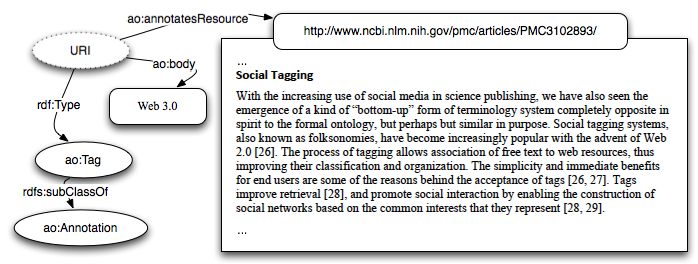 ao:annotatesResource
http://www.ncbi.nlm.nih.gov/pmc/articles/PMC3102893/
URI
ao:body
Web 3.0
rdf:Type
ao:Tag
rdfs:subClassOf
ao:Annotation
...
Social Tagging
With the increasing use of social media in science publishing, we have also seen the
emergence of a kind of “bottom-up” form of terminology system completely opposite in
spirit to the formal ontology, but perhaps but similar in purpose. Social tagging systems,
also known as folksonomies, have become increasingly popular with the advent of Web
2.0 [26]. The process of tagging allows association of free text to web resources, thus
improving their classification and organization. The simplicity and immediate benefits
for end users are some of the reasons behind the acceptance of tags [26, 27]. Tags
improve retrieval [28], and promote social interaction by enabling the construction of
social networks based on the common interests that they represent [28, 29].
...